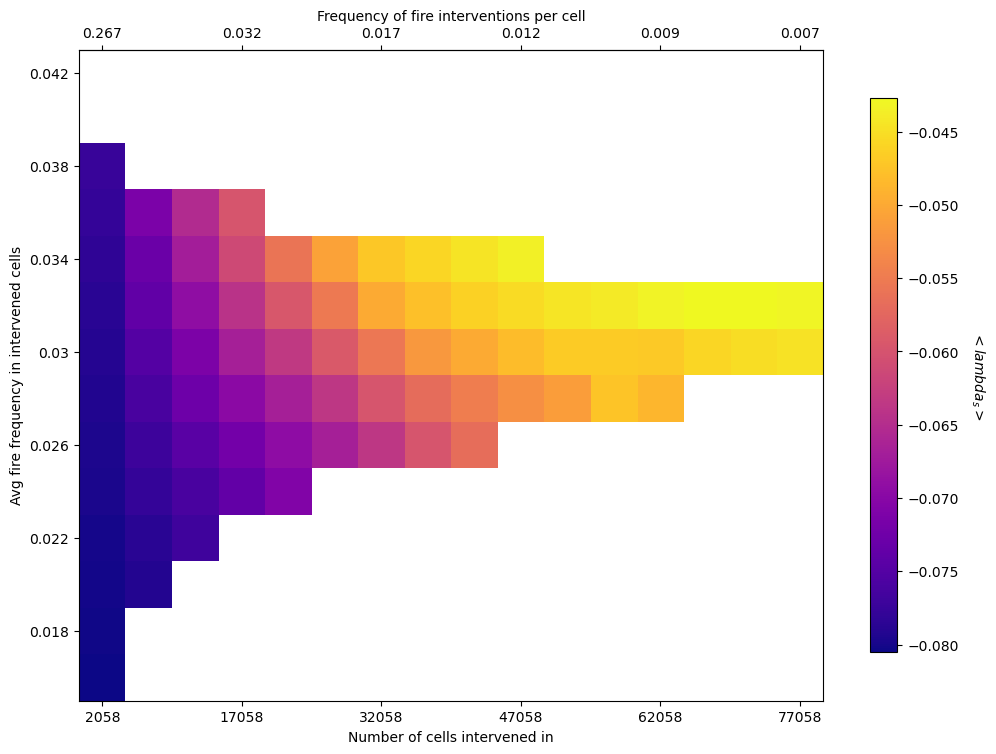 Frequency of fire interventions per cell
0.267 0.032 0.017 0.012 0.009 0.007
Avg fire frequency in intervened cells
0.042
0.038
0.034
0.03
0.026
0.022
0.018
2058 17058 32058 47058 62058 77058
Number of cells intervened in
−0.045
−0.050
−0.055
−0.060
−0.065
−0.070
−0.075
−0.080
< lambda_s >